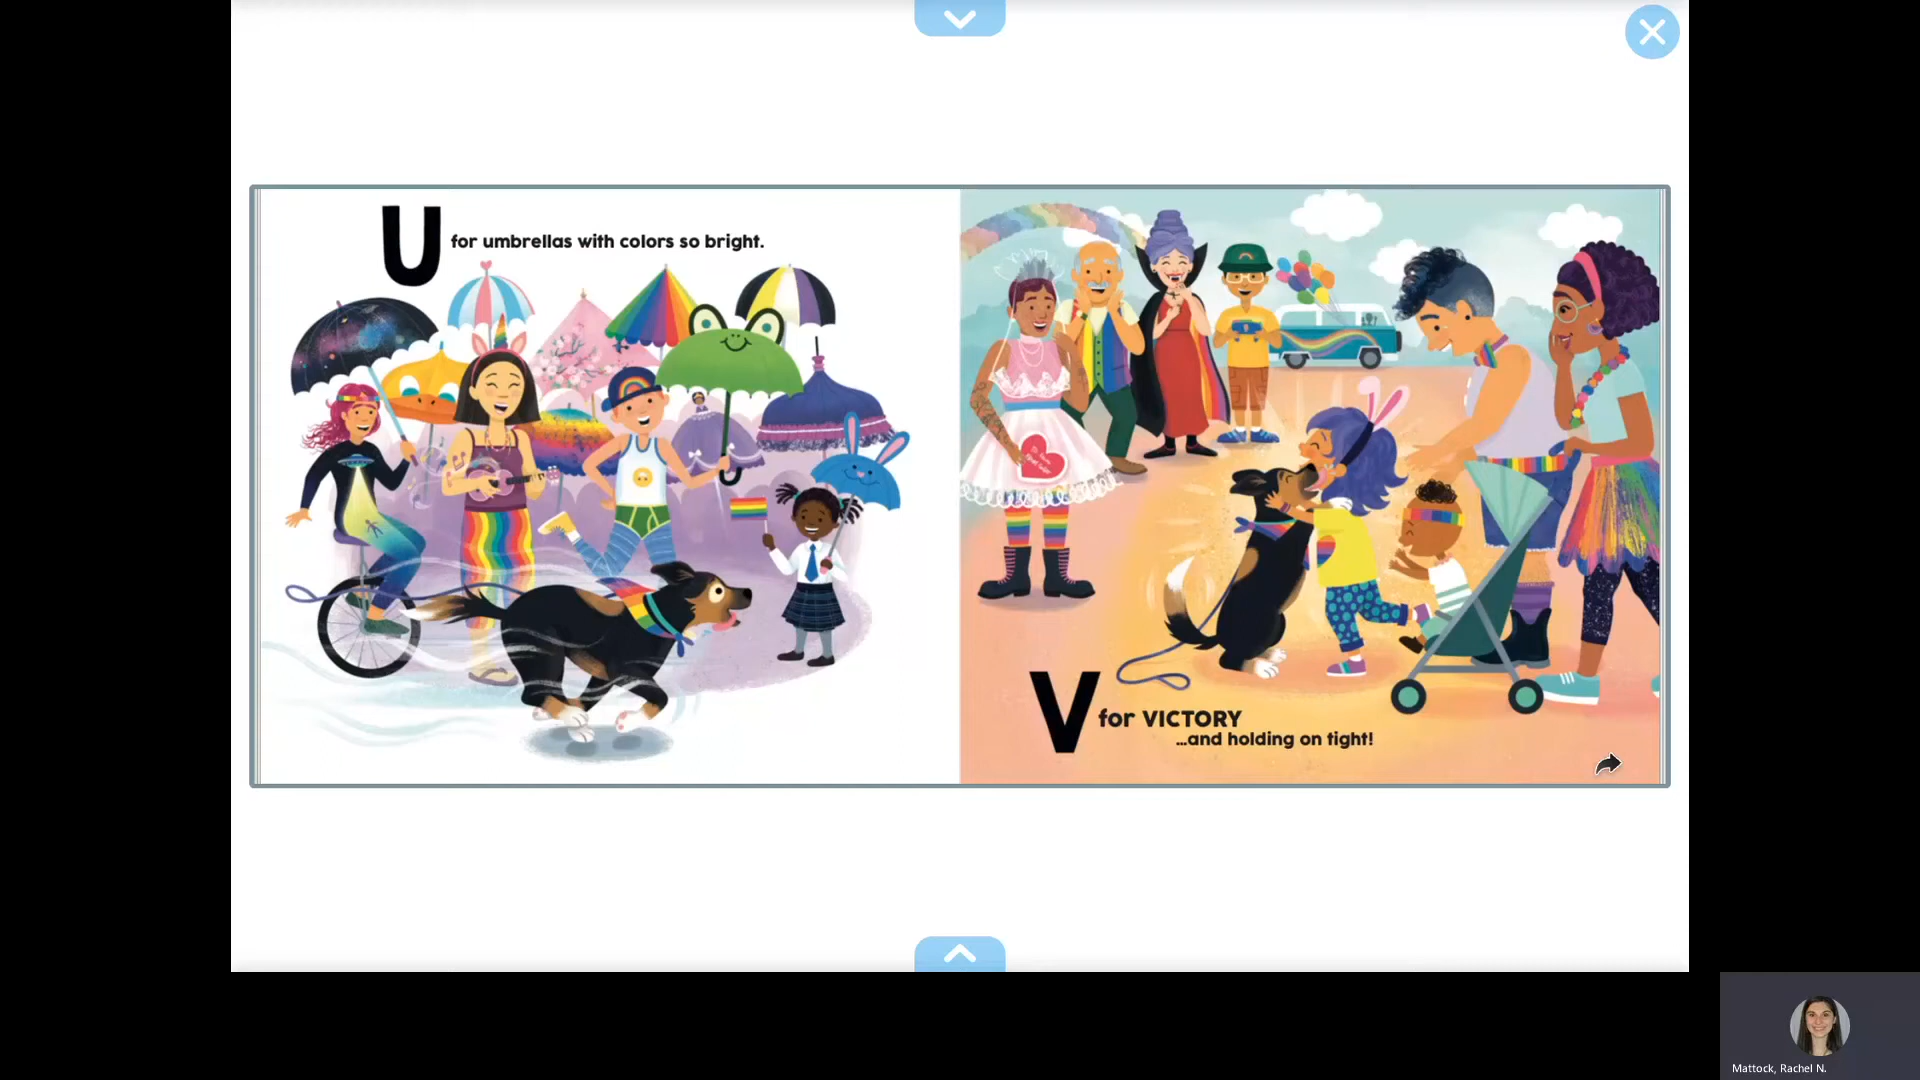 U for umbrellas with colors so bright.
V for VICTORY
...and holding on tight!
Mattock, Rachel N.